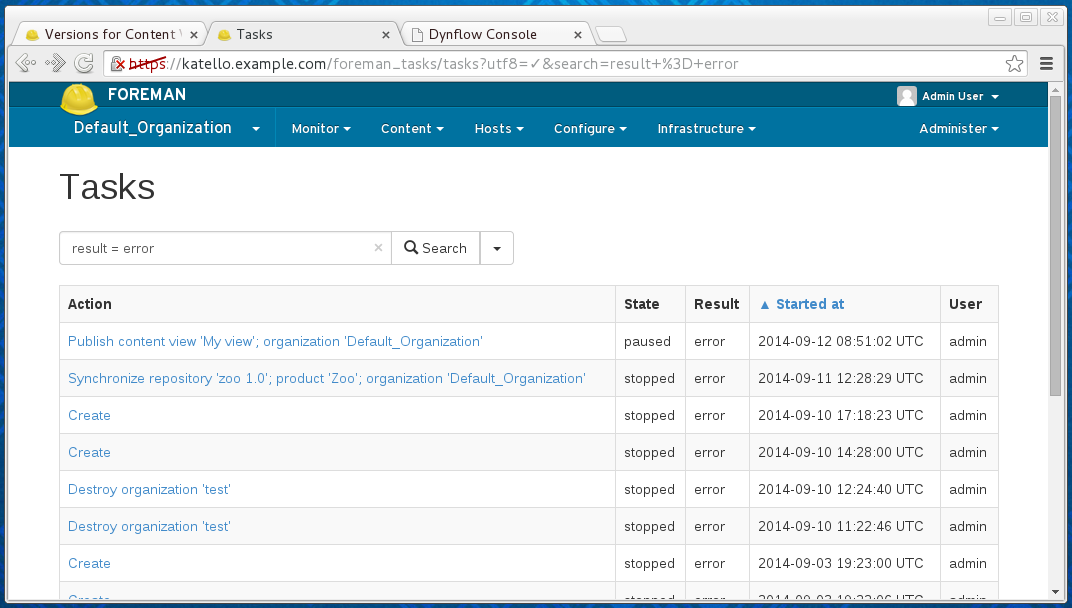 Versions for Content
Tasks
Dynflow Console
https://katello.example.com/foreman_tasks/tasks?utf8=✓&search=result+%3D+error
FOREMAN
Admin User
Default_Organization
Monitor
Content
Hosts
Configure
Infrastructure
Administer
Tasks
result = error
Search
Action State Result ▲ Started at User
Publish content view 'My view'; organization 'Default_Organization' paused error 2014-09-12 08:51:02 UTC admin
Synchronize repository 'zoo 1.0'; product 'Zoo'; organization 'Default_Organization' stopped error 2014-09-11 12:28:29 UTC admin
Create stopped error 2014-09-10 17:18:23 UTC admin
Create stopped error 2014-09-10 14:28:00 UTC admin
Destroy organization 'test' stopped error 2014-09-10 12:24:40 UTC admin
Destroy organization 'test' stopped error 2014-09-10 11:22:46 UTC admin
Create stopped error 2014-09-03 19:23:00 UTC admin